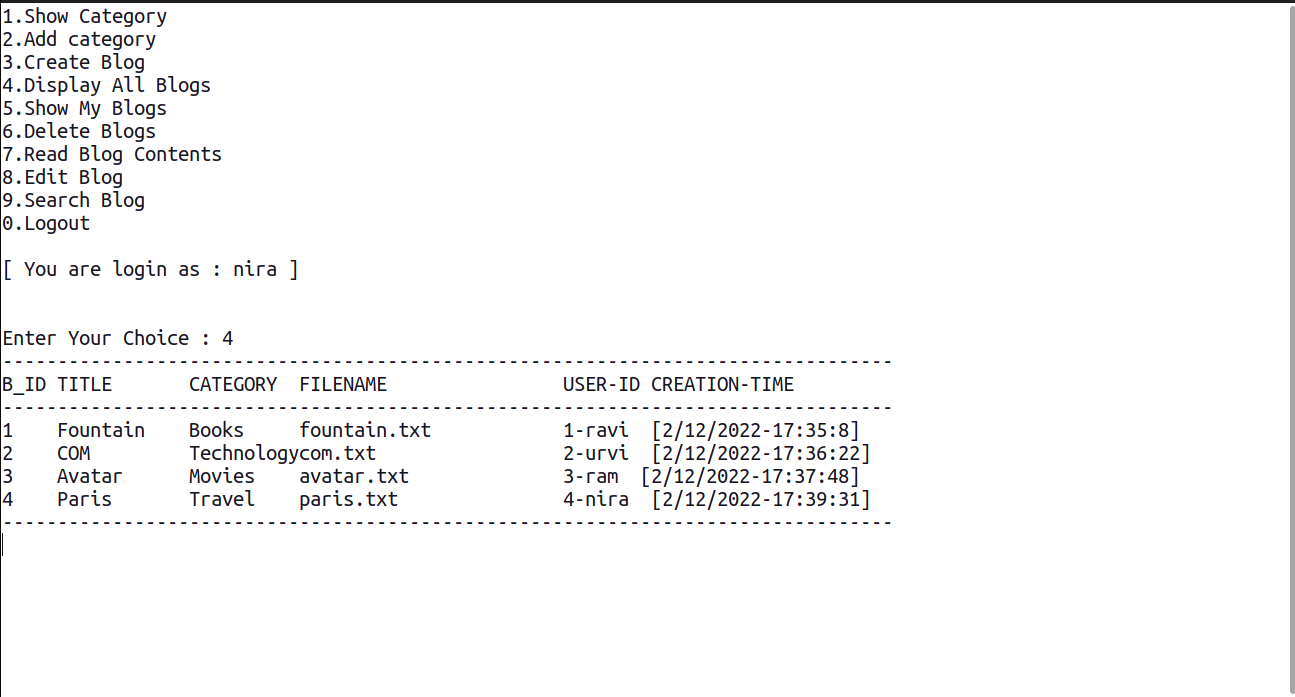 1.Show Category
2.Add category
3.Create Blog
4.Display All Blogs
5.Show My Blogs
6.Delete Blogs
7.Read Blog Contents
8.Edit Blog
9.Search Blog
0.Logout
[ You are login as : nira ]
Enter Your Choice : 4
---------------------------------------------------------------------------------
B_ID TITLE       CATEGORY  FILENAME                USER-ID CREATION-TIME
---------------------------------------------------------------------------------
1    Fountain    Books     fountain.txt            1-ravi  [2/12/2022-17:35:8]
2    COM         Technologycom.txt                 2-urvi  [2/12/2022-17:36:22]
3    Avatar      Movies    avatar.txt              3-ram  [2/12/2022-17:37:48]
4    Paris       Travel    paris.txt               4-nira  [2/12/2022-17:39:31]
---------------------------------------------------------------------------------